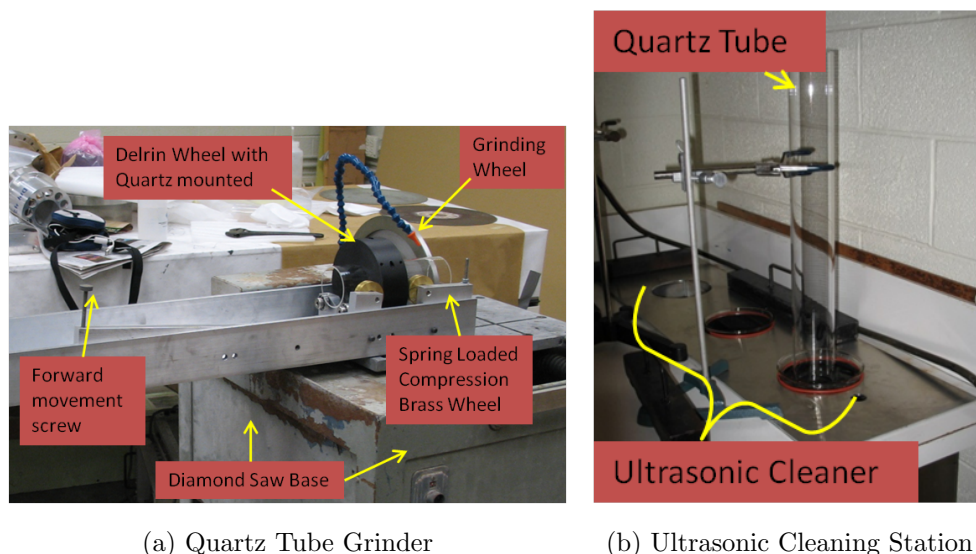 Delrin Wheel with
Quartz mounted
Grinding
Wheel
Forward
movement
screw
Spring Loaded
Compression
Brass Wheel
Diamond Saw Base
(a) Quartz Tube Grinder
Quartz Tube
Ultrasonic Cleaner
(b) Ultrasonic Cleaning Station